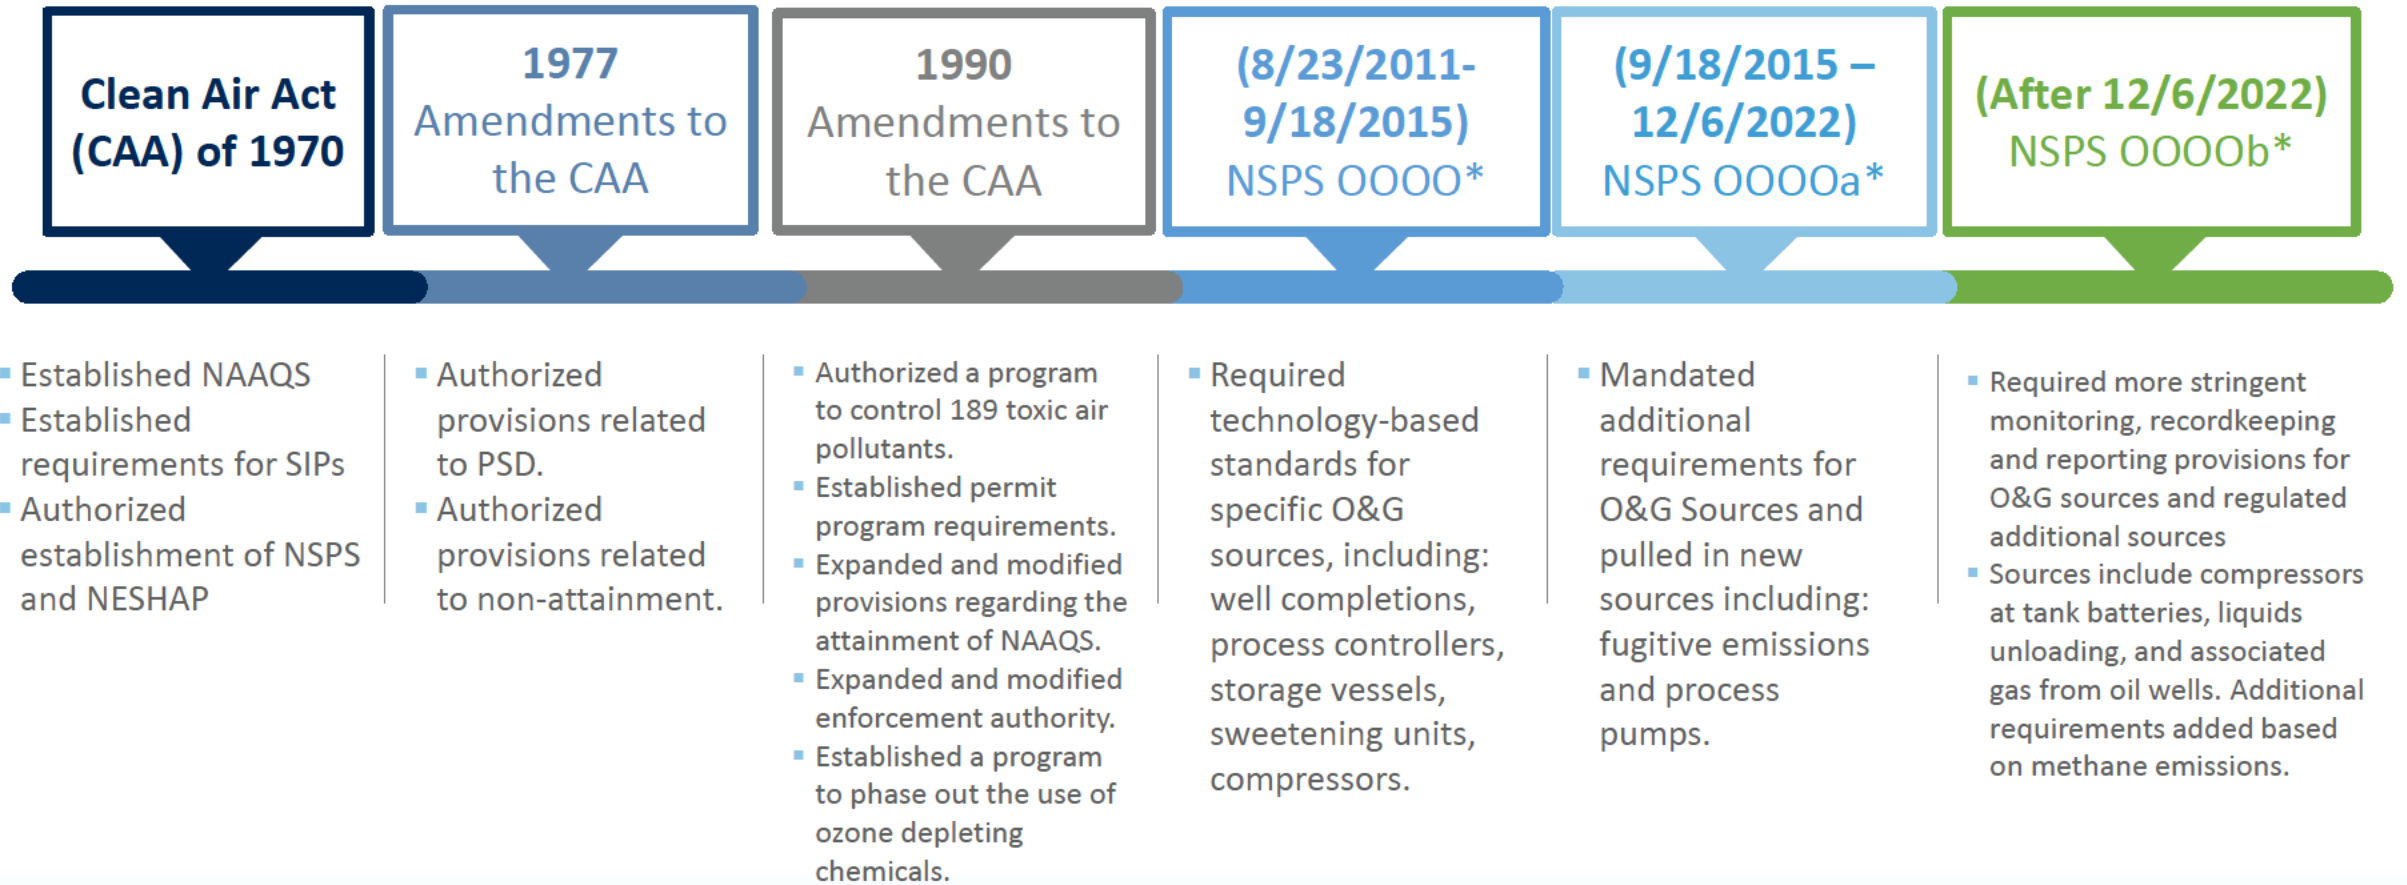 Clean Air Act
(CAA) of 1970
1977
Amendments to
the CAA
1990
Amendments to
the CAA
(8/23/2011-
9/18/2015)
NSPS OOOO*
(9/18/2015 –
12/6/2022)
NSPS OOOOa*
(After 12/6/2022)
NSPS OOOOb*
▪ Established NAAQS
▪ Established
requirements for SIPs
▪ Authorized
establishment of NSPS
and NESHAP
▪ Authorized
provisions related
to PSD.
▪ Authorized
provisions related
to non-attainment.
▪ Authorized a program
to control 189 toxic air
pollutants.
▪ Established permit
program requirements.
▪ Expanded and modified
provisions regarding the
attainment of NAAQS.
▪ Expanded and modified
enforcement authority.
▪ Established a program
to phase out the use of
ozone depleting
chemicals.
▪ Required
technology-based
standards for
specific O&G
sources, including:
well completions,
process controllers,
storage vessels,
sweetening units,
compressors.
▪ Mandated
additional
requirements for
O&G Sources and
pulled in new
sources including:
fugitive emissions
and process
pumps.
▪ Required more stringent
monitoring, recordkeeping
and reporting provisions for
O&G sources and regulated
additional sources
▪ Sources include compressors
at tank batteries, liquids
unloading, and associated
gas from oil wells. Additional
requirements added based
on methane emissions.